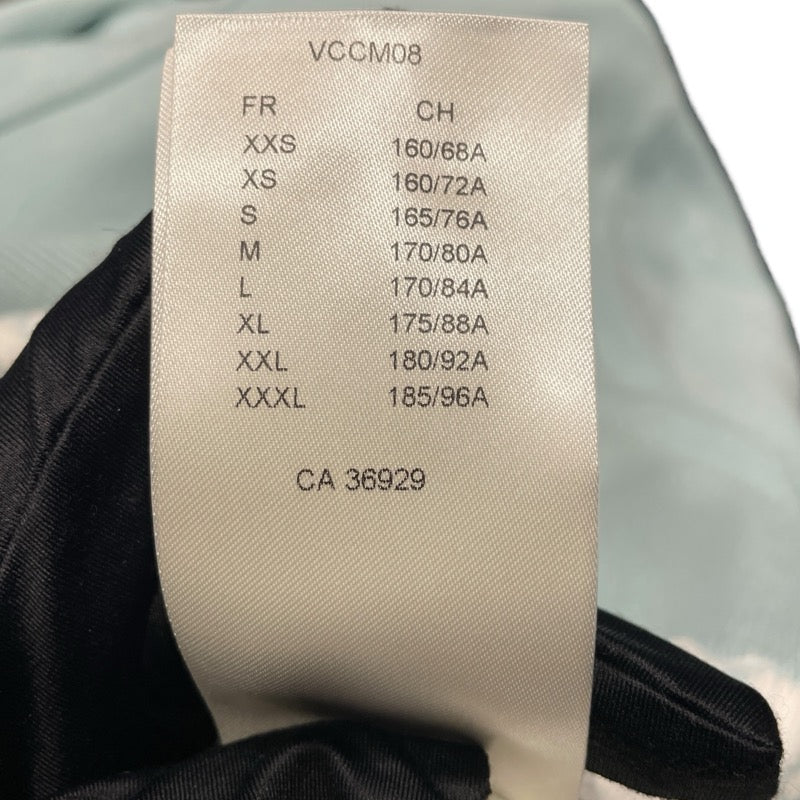 VCCM08
FR CH
XXS 160/68A
XS 160/72A
S 165/76A
M 170/80A
L 170/84A
XL 175/88A
XXL 180/92A
XXXL 185/96A
CA 36929